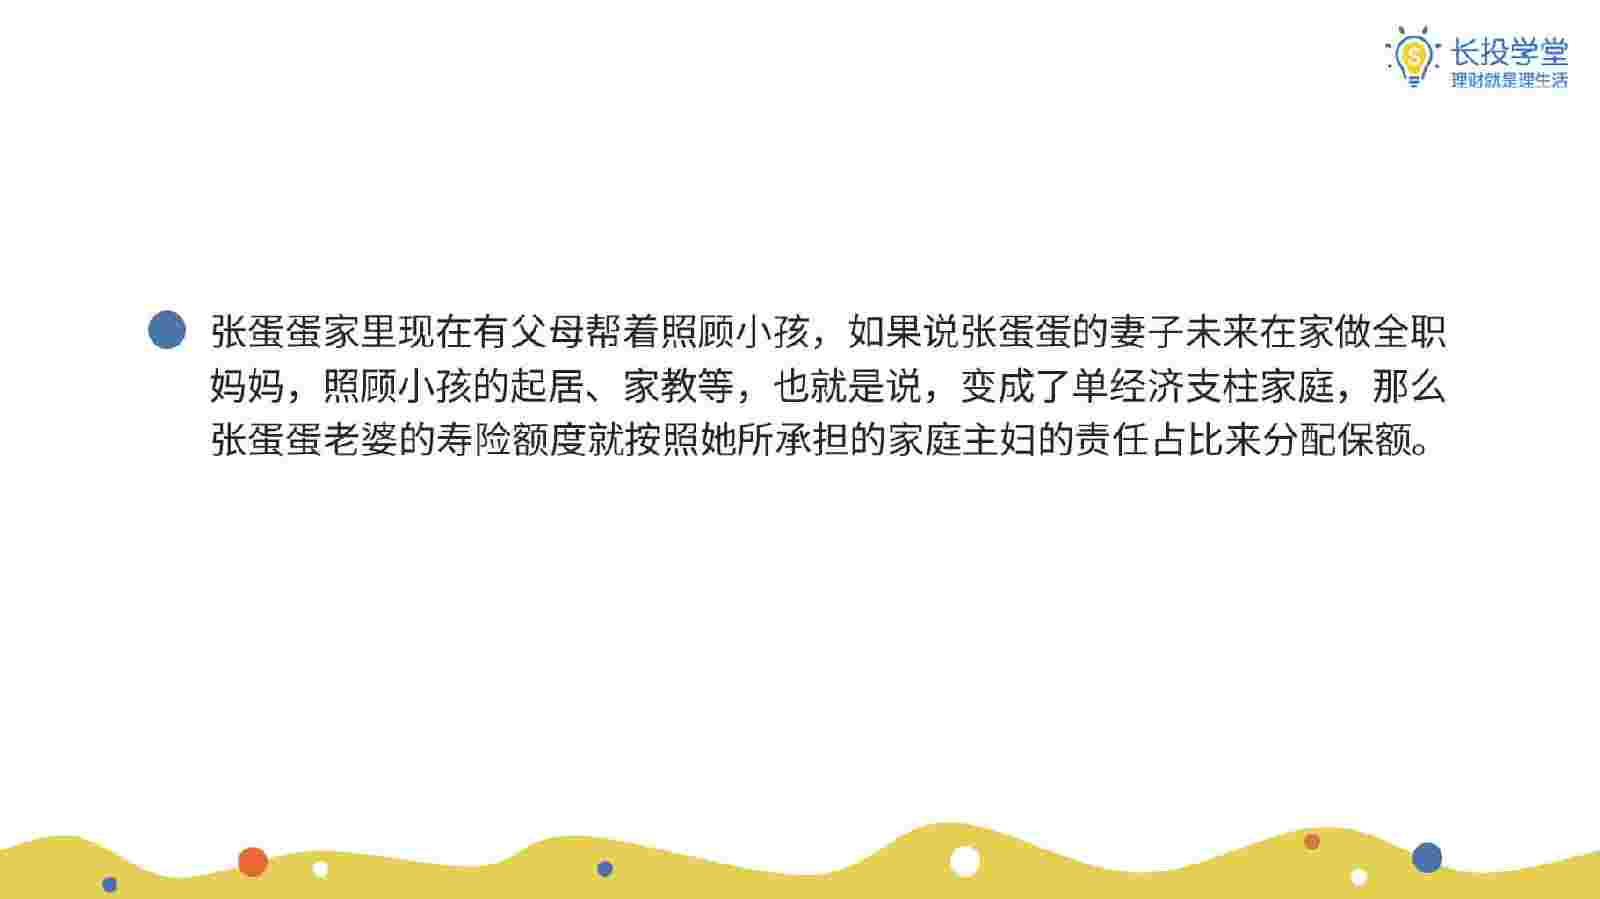 长投学堂
理财就是理生活
张蛋蛋家里现在有父母帮着照顾小孩，如果说张蛋蛋的妻子未来在家做全职
妈妈，照顾小孩的起居、家教等，也就是说，变成了单经济支柱家庭，那么
张蛋蛋老婆的寿险额度就按照她所承担的家庭主妇的责任占比来分配保额。